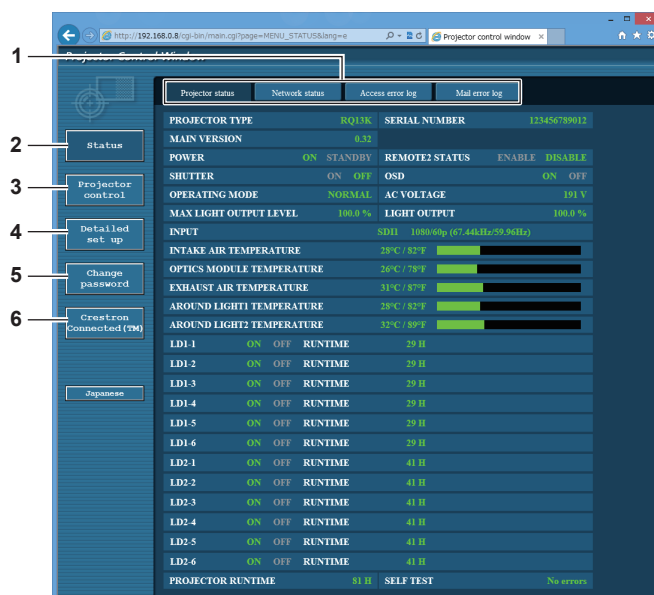 http://192.168.0.8/cgi-bin/main.cgi?page=MENU_STATUS&lang=e
Projector control window
Projector Control Window
1
Projector status Network status Access error log Mail error log
PROJECTOR TYPE RQ13K SERIAL NUMBER 123456789012
MAIN VERSION 0.32
2 Status
POWER ON STANDBY REMOTE2 STATUS ENABLE DISABLE
SHUTTER ON OFF OSD ON OFF
3 Projector control
OPERATING MODE NORMAL AC VOLTAGE 191 V
MAX LIGHT OUTPUT LEVEL 100.0 % LIGHT OUTPUT 100.0 %
4 Detailed set up
INPUT SDI1 1080/60p (67.44kHz/59.96Hz)
INTAKE AIR TEMPERATURE 28°C / 82°F
OPTICS MODULE TEMPERATURE 26°C / 78°F
5 Change password
EXHAUST AIR TEMPERATURE 31°C / 87°F
AROUND LIGHT1 TEMPERATURE 28°C / 82°F
6 Crestron Connected(TM)
AROUND LIGHT2 TEMPERATURE 32°C / 89°F
LD1-1 ON OFF RUNTIME 29 H
LD1-2 ON OFF RUNTIME 29 H
LD1-3 ON OFF RUNTIME 29 H
Japanese
LD1-4 ON OFF RUNTIME 29 H
LD1-5 ON OFF RUNTIME 29 H
LD1-6 ON OFF RUNTIME 29 H
LD2-1 ON OFF RUNTIME 41 H
LD2-2 ON OFF RUNTIME 41 H
LD2-3 ON OFF RUNTIME 41 H
LD2-4 ON OFF RUNTIME 41 H
LD2-5 ON OFF RUNTIME 41 H
LD2-6 ON OFF RUNTIME 41 H
PROJECTOR RUNTIME 81 H SELF TEST No errors